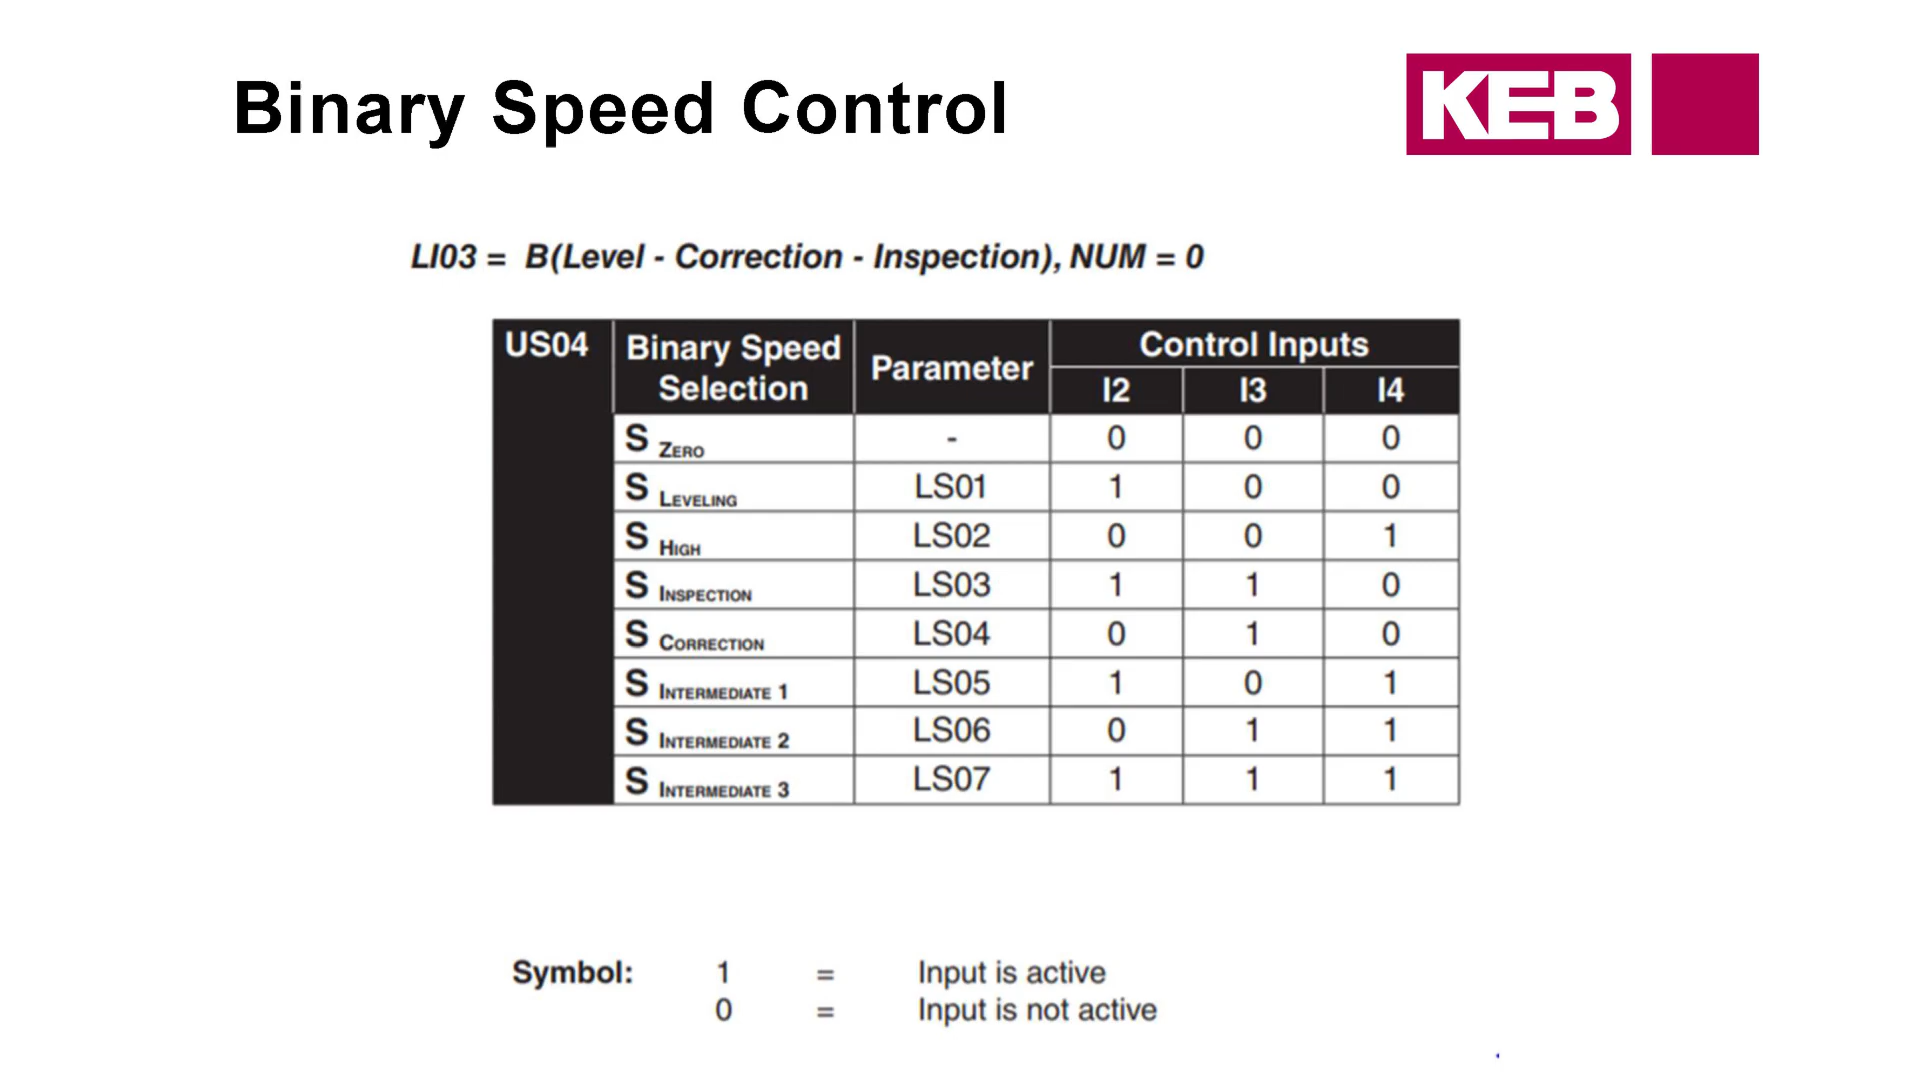 Binary Speed Control
KEB
LI03 = B(Level - Correction - Inspection), NUM = 0
US04 Binary Speed Selection Parameter Control Inputs
I2 I3 I4
S ZERO - 0 0 0
S LEVELING LS01 1 0 0
S HIGH LS02 0 0 1
S INSPECTION LS03 1 1 0
S CORRECTION LS04 0 1 0
S INTERMEDIATE 1 LS05 1 0 1
S INTERMEDIATE 2 LS06 0 1 1
S INTERMEDIATE 3 LS07 1 1 1
Symbol: 1 = Input is active
0 = Input is not active